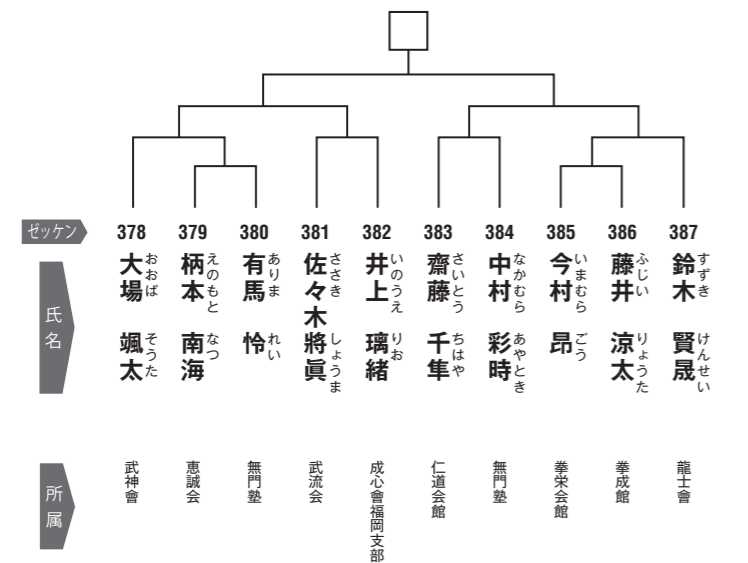 ゼッケン
378 379 380 381 382 383 384 385 386 387
氏名
大場 颯太
おおば そうた
柄本 南海
えのもと なつ
有馬 怜
ありま れい
佐々木 將眞
ささき しょうま
井上 璃緒
いのうえ りお
齋藤 千隼
さいとう ちはや
中村 彩時
なかむら あやとき
今村 昂
いまむら ごう
藤井 涼太
ふじい りょうた
鈴木 賢晟
すずき けんせい
所属
武神會
恵誠会
無門塾
武流会
成心會福岡支部
仁道会館
無門塾
拳栄会館
拳成館
龍士會